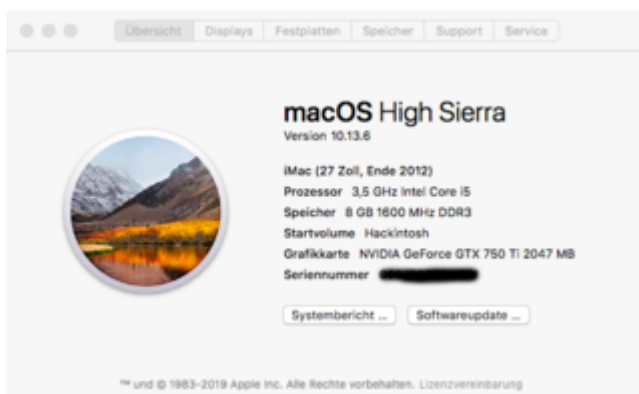 Übersicht Displays Festplatten Speicher Support Service
macOS High Sierra
Version 10.13.6
iMac (27 Zoll, Ende 2012)
Prozessor 3,5 GHz Intel Core i5
Speicher 8 GB 1600 MHz DDR3
Startvolume Hackintosh
Grafikkarte NVIDIA GeForce GTX 750 Ti 2047 MB
Seriennummer
Systembericht ... Softwareupdate ...
™ und © 1983-2019 Apple Inc. Alle Rechte vorbehalten. Lizenzvereinbarung